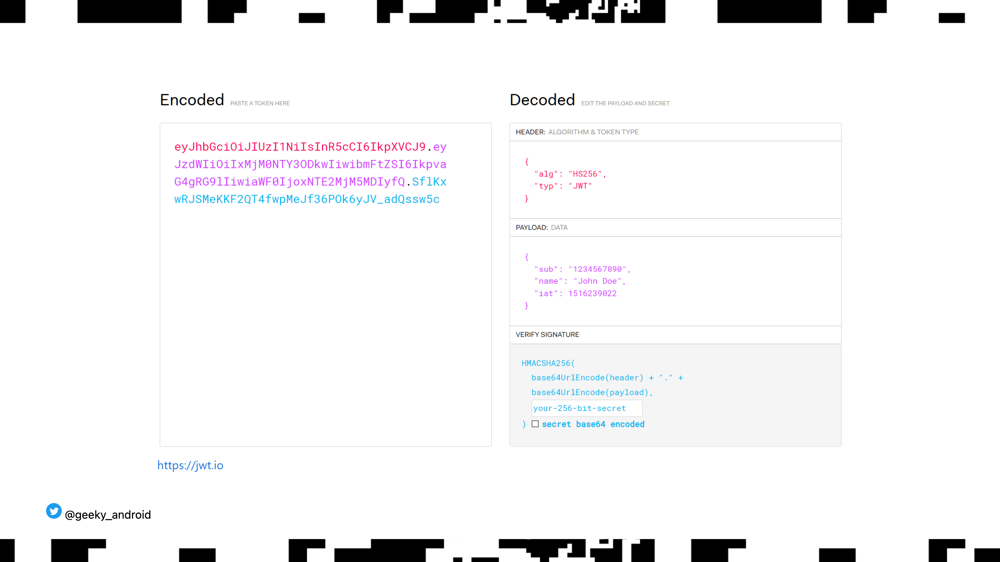 Encoded PASTE A TOKEN HERE
eyJhbGciOiJIUzI1NiIsInR5cCI6IkpXVCJ9.ey
JzdWIiOiIxMjM0NTY3ODkwIiwibmFtZSI6Ikpva
G4gRG9lIiwiaWF0IjoxNTE2MjM5MDIyfQ.SflKx
wRJSMeKKF2QT4fwpMeJf36POk6yJV_adQssw5c
Decoded EDIT THE PAYLOAD AND SECRET
HEADER: ALGORITHM & TOKEN TYPE
{
"alg": "HS256",
"typ": "JWT"
}
PAYLOAD: DATA
{
"sub": "1234567890",
"name": "John Doe",
"iat": 1516239022
}
VERIFY SIGNATURE
HMACSHA256(
base64UrlEncode(header) + "." +
base64UrlEncode(payload),
your-256-bit-secret
) secret base64 encoded
https://jwt.io
@geeky_android